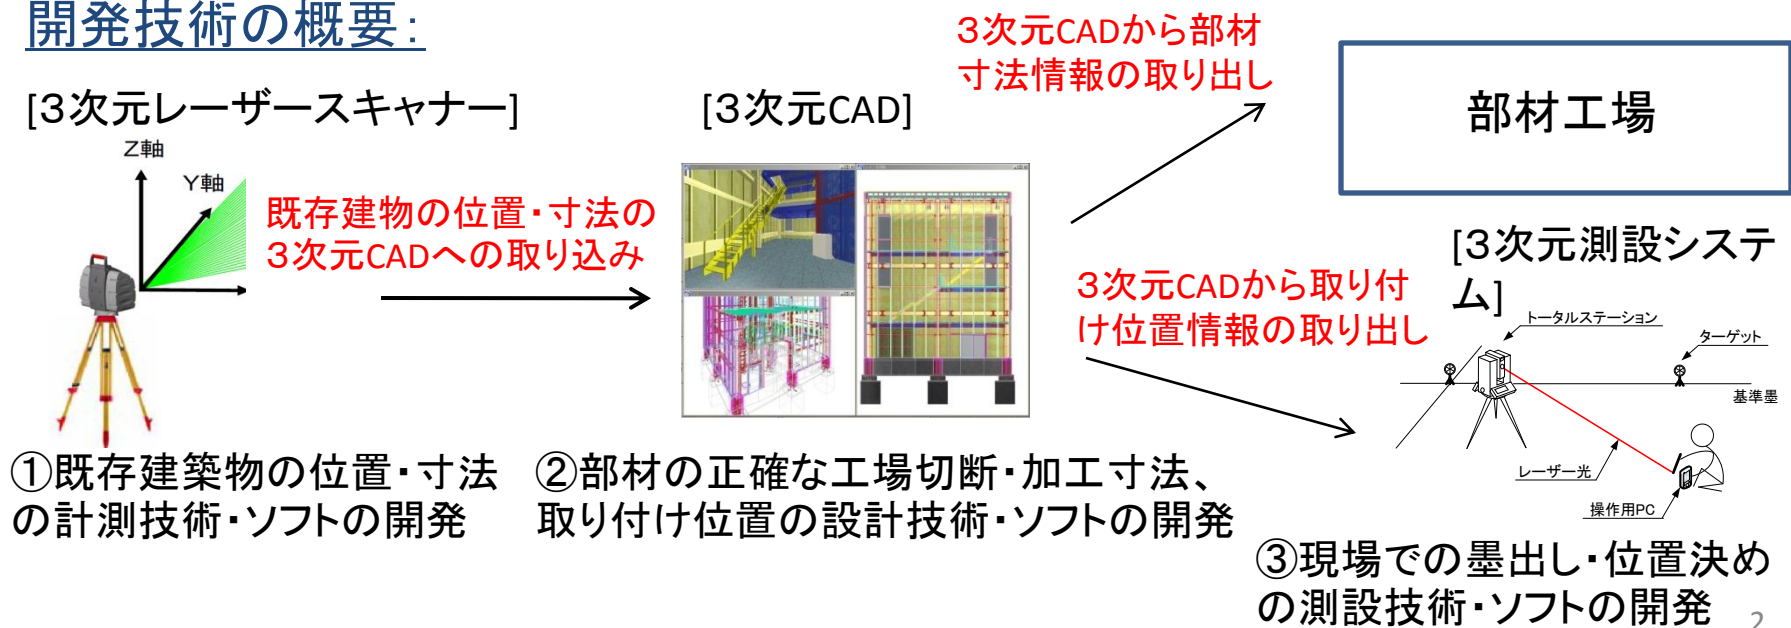 開発技術の概要：
[３次元レーザースキャナー]
Z軸
Y軸
既存建物の位置・寸法の
３次元CADへの取り込み
①既存建築物の位置・寸法
の計測技術・ソフトの開発
[３次元CAD]
②部材の正確な工場切断・加工寸法、
取り付け位置の設計技術・ソフトの開発
３次元CADから部材
寸法情報の取り出し
部材工場
３次元CADから取り付
け位置情報の取り出し
[３次元測設システ
ム]
トータルステーション
ターゲット
基準墨
レーザー光
操作用PC
③現場での墨出し・位置決め
の測設技術・ソフトの開発
2